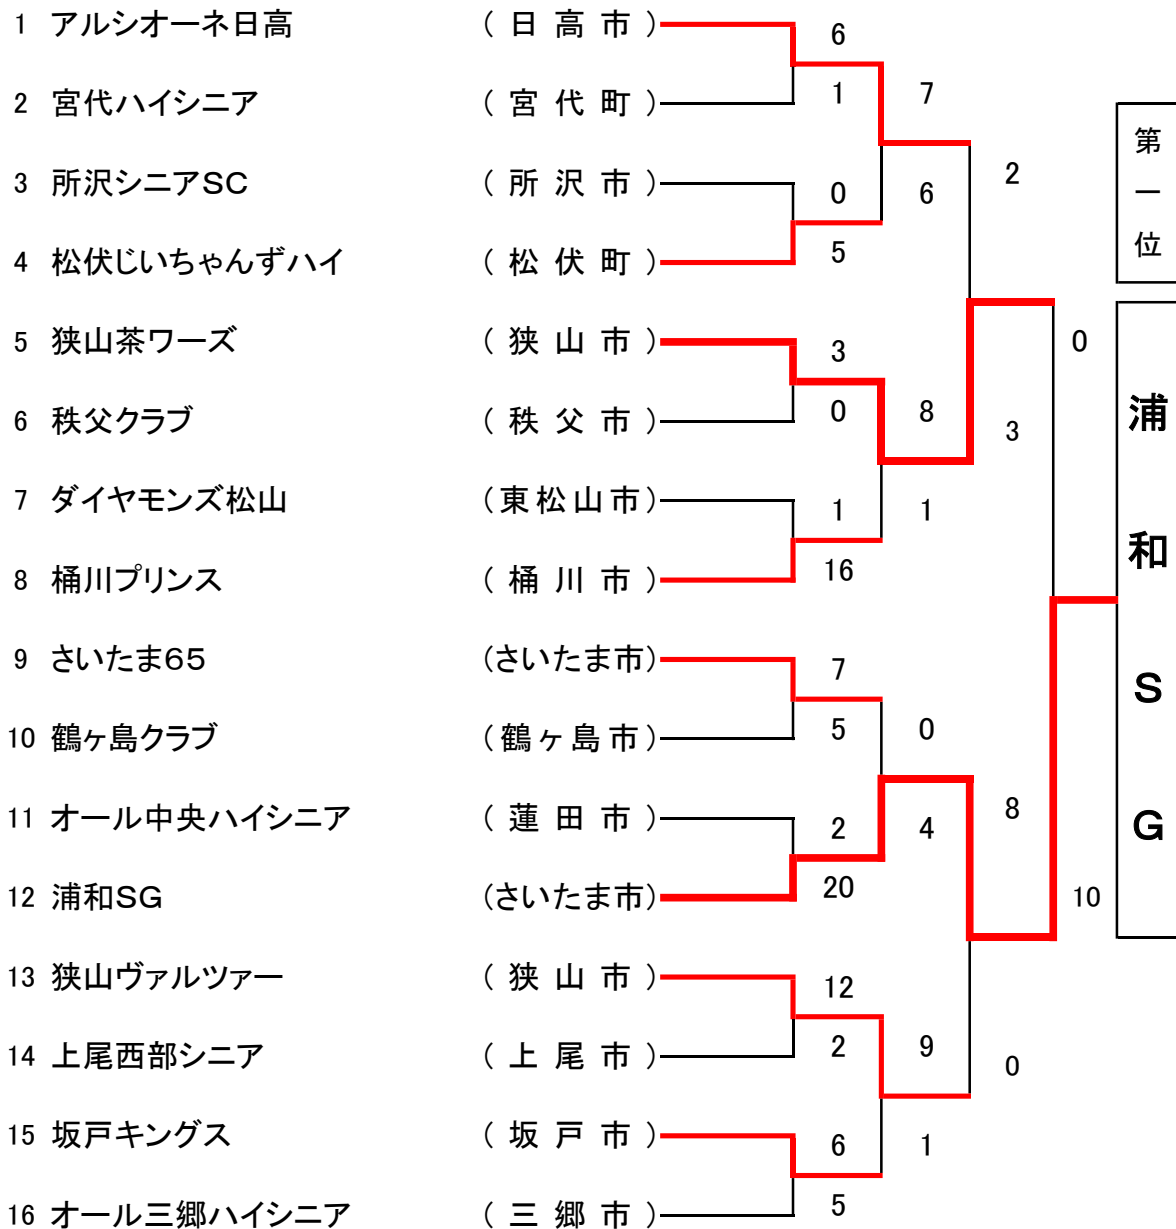 1 アルシオーネ日高 ( 日 高 市 ) 6
2 宮代ハイシニア ( 宮 代 町 ) 1 7
3 所沢シニアSC ( 所 沢 市 ) 0 6 2
4 松伏じいちゃんずハイ ( 松 伏 町 ) 5
5 狭山茶ワーズ ( 狭 山 市 ) 3 0
6 秩父クラブ ( 秩 父 市 ) 0 8 3
7 ダイヤモンズ松山 (東松山市) 1 1
8 桶川プリンス ( 桶 川 市 ) 16
9 さいたま65 (さいたま市) 7
10 鶴ヶ島クラブ (鶴ヶ島市) 5 0
11 オール中央ハイシニア ( 蓮 田 市 ) 2 4 8
12 浦和SG (さいたま市) 20 10
13 狭山ヴァルツァー ( 狭 山 市 ) 12
14 上尾西部シニア ( 上 尾 市 ) 2 9 0
15 坂戸キングス ( 坂 戸 市 ) 6 1
16 オール三郷ハイシニア ( 三 郷 市 ) 5
第一位
浦和SG